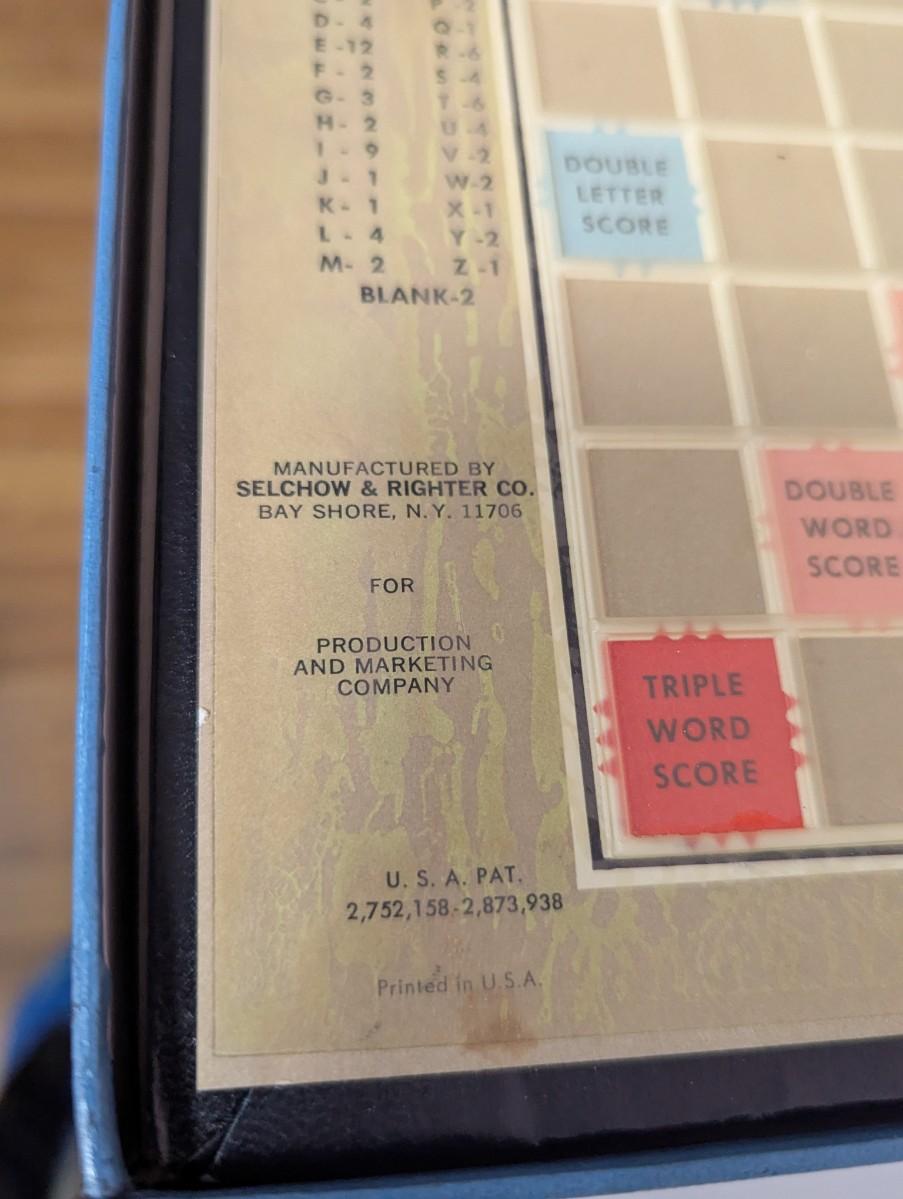 D - 4 Q - 1
E - 12 R - 6
F - 2 S - 4
G - 3 T - 6
H - 2 U - 4
I - 9 V - 2
J - 1 W - 2
K - 1 X - 1
L - 4 Y - 2
M - 2 Z - 1
BLANK-2
DOUBLE
LETTER
SCORE
MANUFACTURED BY
SELCHOW & RIGHTER CO.
BAY SHORE, N.Y. 11706
FOR
PRODUCTION
AND MARKETING
COMPANY
DOUBLE
WORD
SCORE
TRIPLE
WORD
SCORE
U. S. A. PAT.
2,752,158-2,873,938
Printed in U.S.A.